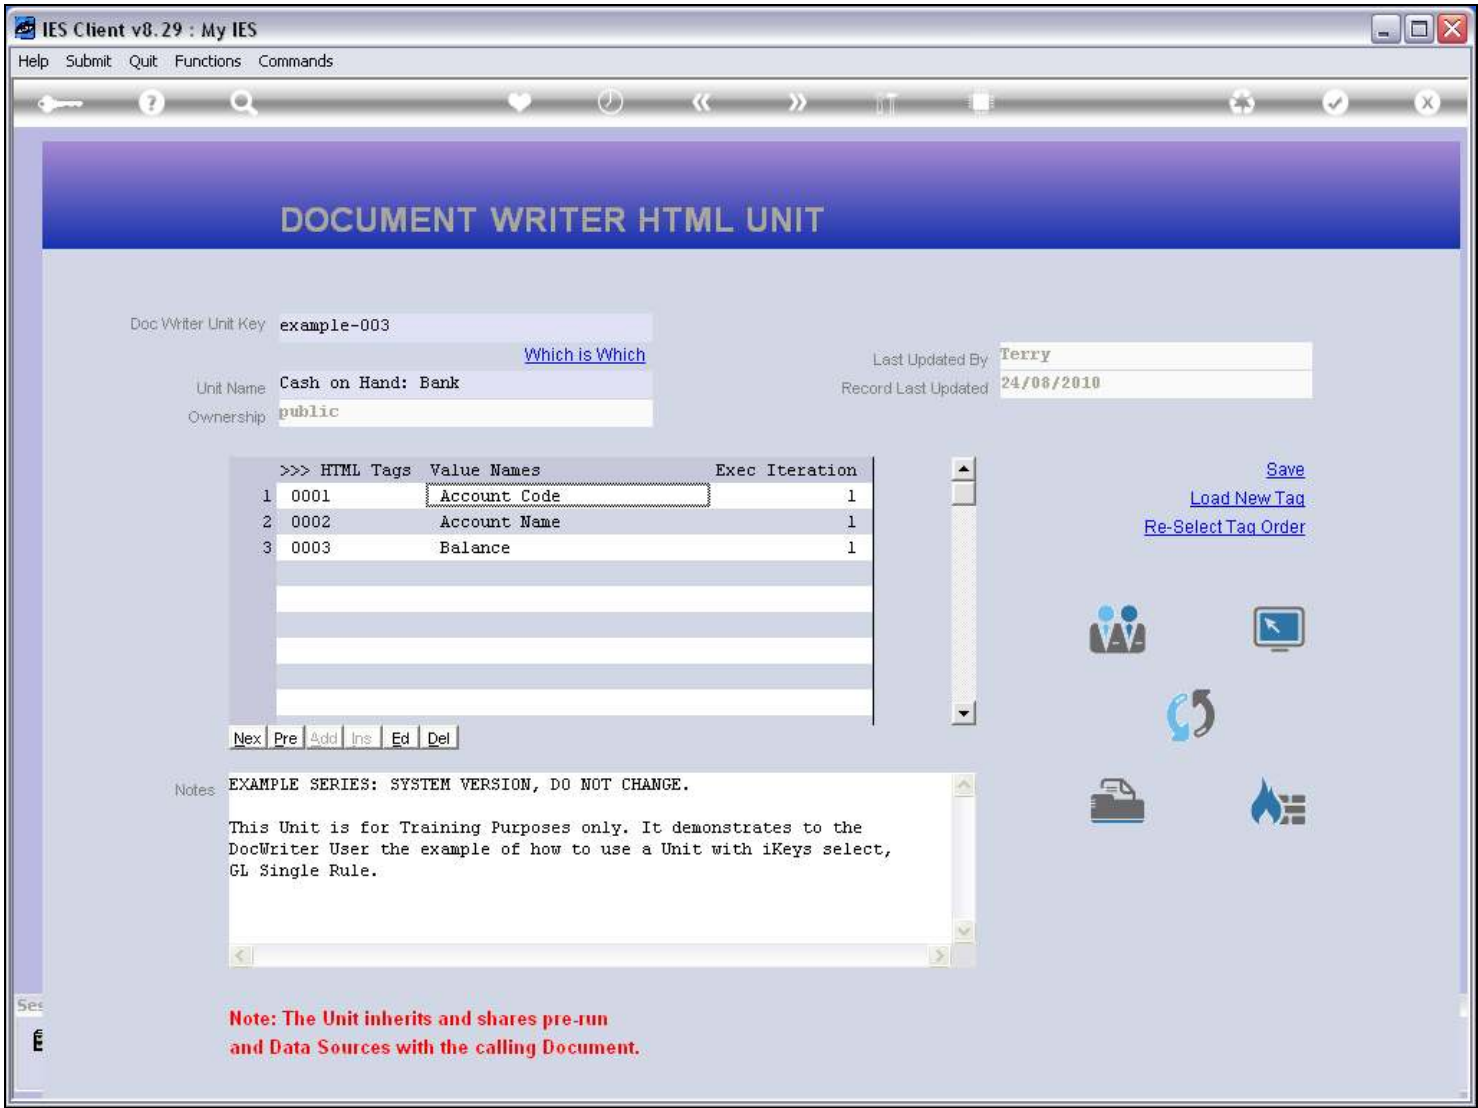 IES Client v8.29 : My IES
Help Submit Quit Functions Commands
DOCUMENT WRITER HTML UNIT
Doc Writer Unit Key example-003
Which is Which
Last Updated By Terry
Unit Name Cash on Hand: Bank
Record Last Updated 24/08/2010
Ownership public
>>> HTML Tags Value Names Exec Iteration
Save
1 0001 Account Code 1
Load New Tag
2 0002 Account Name 1
Re-Select Tag Order
3 0003 Balance 1
Nex Pre Add Ins Ed Del
Notes EXAMPLE SERIES: SYSTEM VERSION, DO NOT CHANGE.
This Unit is for Training Purposes only. It demonstrates to the
DocWriter User the example of how to use a Unit with iKeys select,
GL Single Rule.
Ses
Note: The Unit inherits and shares pre-run
and Data Sources with the calling Document.